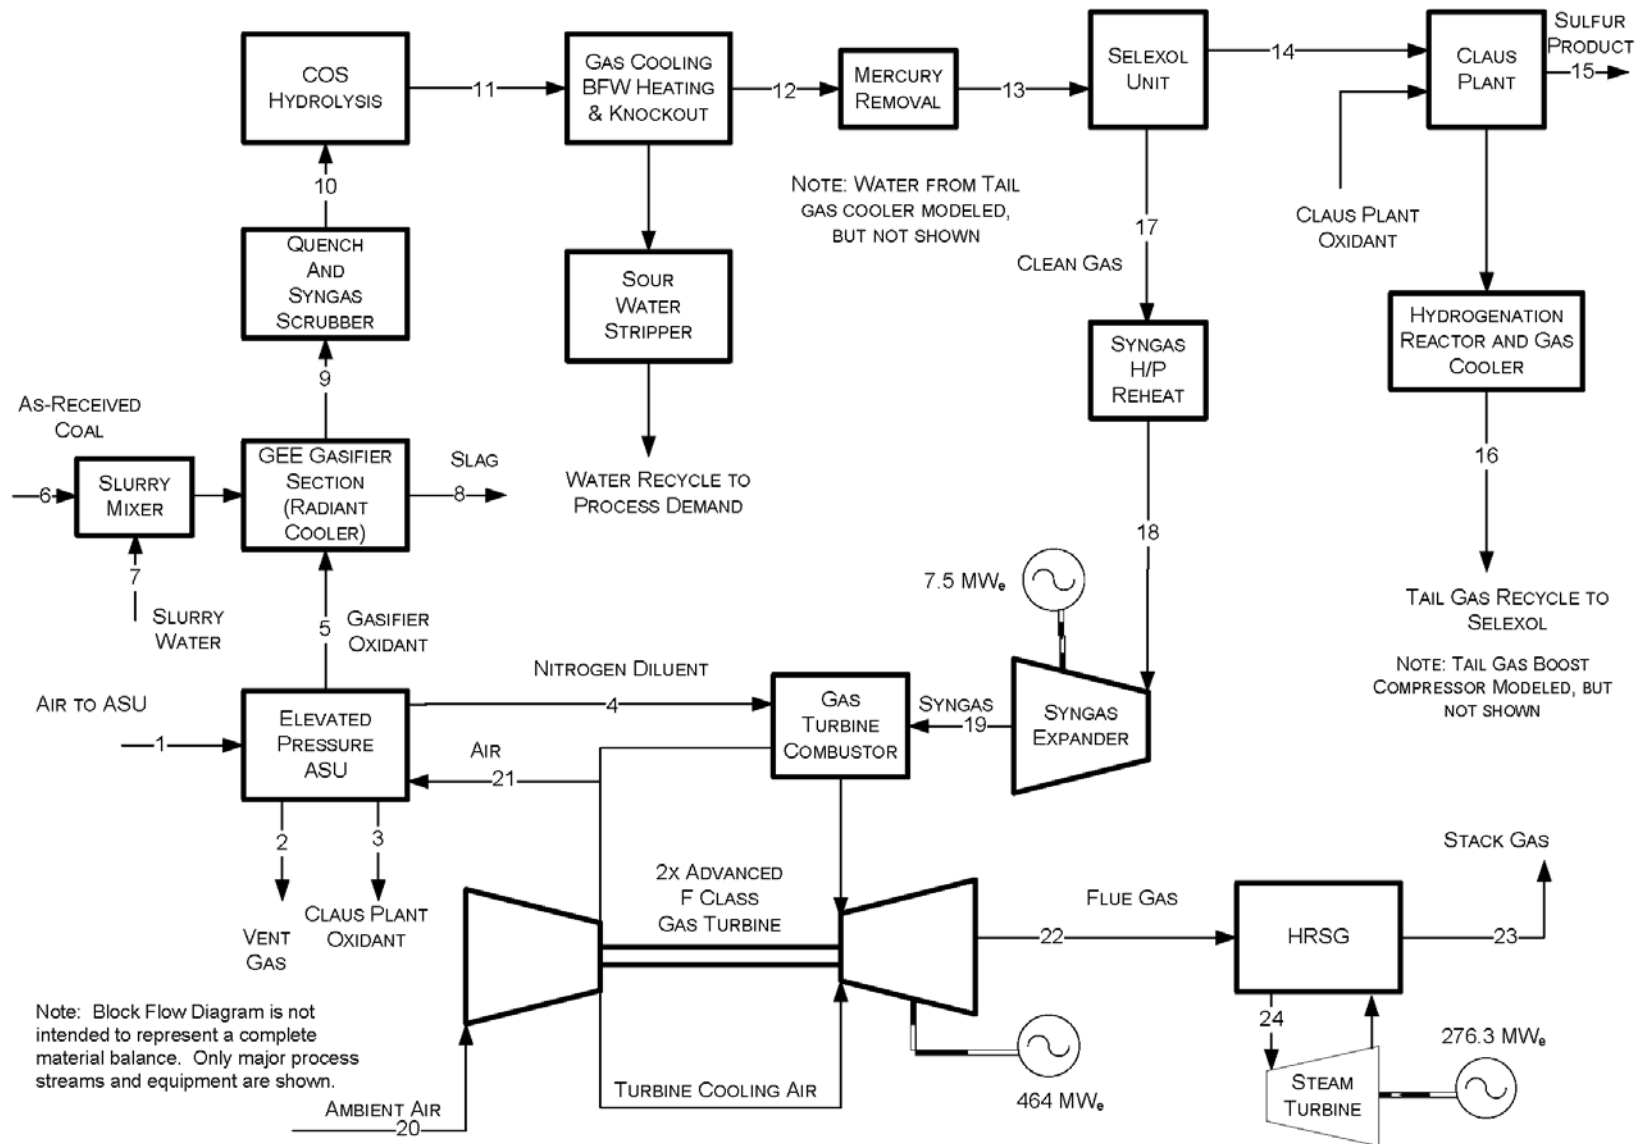 COS
HYDROLYSIS
11
GAS COOLING
BFW HEATING
& KNOCKOUT
12
MERCURY
REMOVAL
13
SELEXOL
UNIT
14
CLAUS
PLANT
SULFUR
PRODUCT
15
10
NOTE: WATER FROM TAIL
GAS COOLER MODELED,
BUT NOT SHOWN
17
CLEAN GAS
CLAUS PLANT
OXIDANT
QUENCH
AND
SYNGAS
SCRUBBER
SOUR
WATER
STRIPPER
SYNGAS
H/P
REHEAT
HYDROGENATION
REACTOR AND GAS
COOLER
9
AS-RECEIVED
COAL
6
SLURRY
MIXER
GEE GASIFIER
SECTION
(RADIANT
COOLER)
SLAG
8
WATER RECYCLE TO
PROCESS DEMAND
16
18
7
SLURRY
WATER
5
GASIFIER
OXIDANT
7.5 MWe
TAIL GAS RECYCLE TO
SELEXOL
NOTE: TAIL GAS BOOST
COMPRESSOR MODELED, BUT
NOT SHOWN
AIR TO ASU
1
ELEVATED
PRESSURE
ASU
NITROGEN DILUENT
4
AIR
21
GAS
TURBINE
COMBUSTOR
SYNGAS
19
SYNGAS
EXPANDER
2
3
VENT
GAS
CLAUS PLANT
OXIDANT
2X ADVANCED
F CLASS
GAS TURBINE
FLUE GAS
22
HRSG
STACK GAS
23
24
Note: Block Flow Diagram is not
intended to represent a complete
material balance. Only major process
streams and equipment are shown.
AMBIENT AIR
20
TURBINE COOLING AIR
464 MWe
STEAM
TURBINE
276.3 MWe